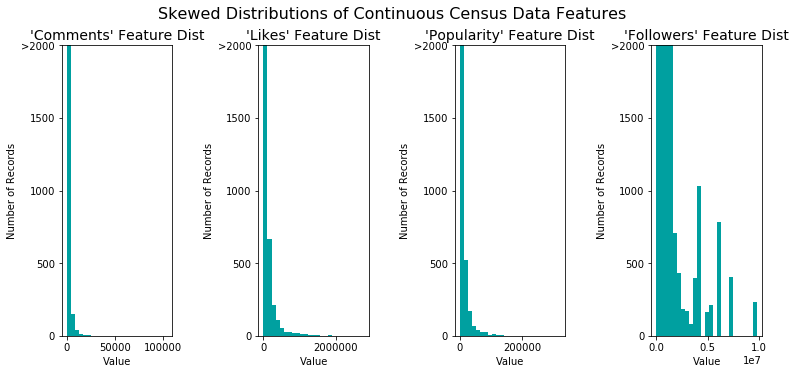 Skewed Distributions of Continuous Census Data Features
'Comments' Feature Dist
'Likes' Feature Dist
'Popularity' Feature Dist
'Followers' Feature Dist
>2000
1500
1000
500
0
Number of Records
0 50000 100000
Value
>2000
1500
1000
500
0
Number of Records
0 2000000
Value
>2000
1500
1000
500
0
Number of Records
0 200000
Value
>2000
1500
1000
500
0
Number of Records
0.0 0.5 1.0
1e7
Value